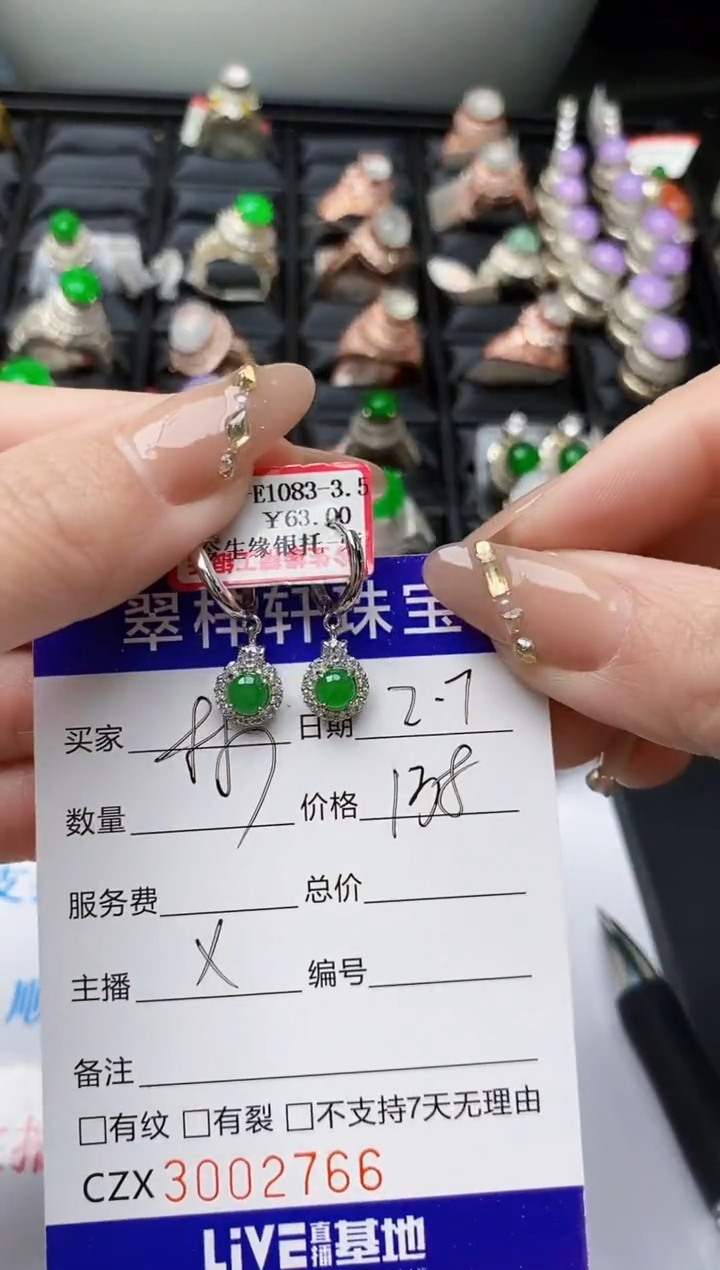 -E1083-3.5
￥63.00
生缘银托
翠梓轩珠宝
买家 日期 2.7
数量 价格 138
服务费 总价
主播 X 编号
备注
□有纹 □有裂 □不支持7天无理由
CZX 3002766
LiVE直播基地